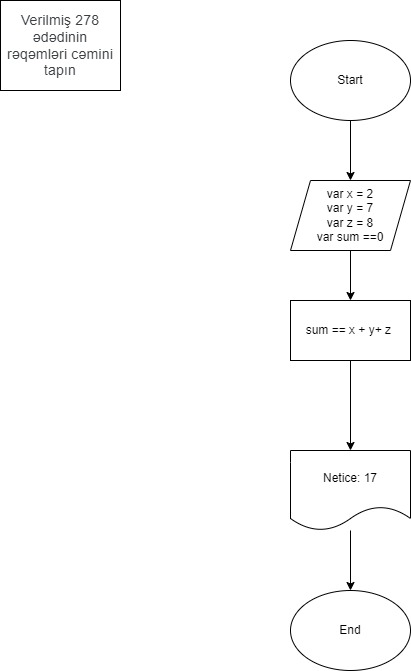 Verilmiş 278
ədədinin
rəqəmləri cəmini
tapın
Start
var x = 2
var y = 7
var z = 8
var sum ==0
sum == x + y+ z
Netice: 17
End